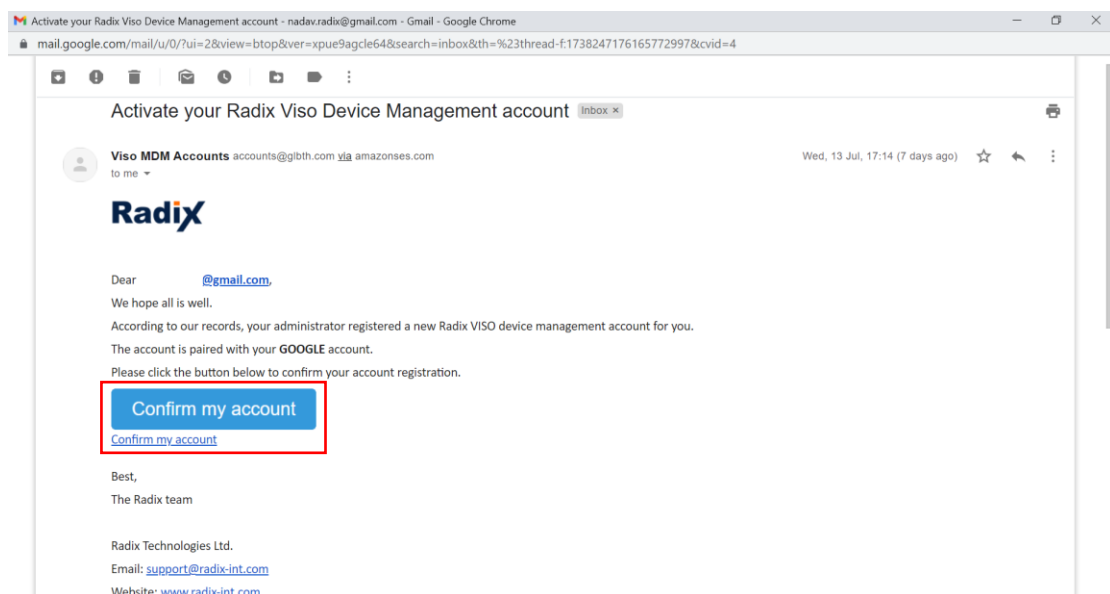 Activate your Radix Viso Device Management account - nadav.radix@gmail.com - Gmail - Google Chrome
mail.google.com/mail/u/0/?ui=2&view=btop&ver=xpue9agcle64&search=inbox&th=%23thread-f:1738247176165772997&cvid=4
Activate your Radix Viso Device Management account Inbox ×
Viso MDM Accounts accounts@glbth.com via amazonses.com Wed, 13 Jul, 17:14 (7 days ago)
to me
Radix
Dear @gmail.com,
We hope all is well.
According to our records, your administrator registered a new Radix VISO device management account for you.
The account is paired with your GOOGLE account.
Please click the button below to confirm your account registration.
Confirm my account
Confirm my account
Best,
The Radix team
Radix Technologies Ltd.
Email: support@radix-int.com
Website: www.radix-int.com